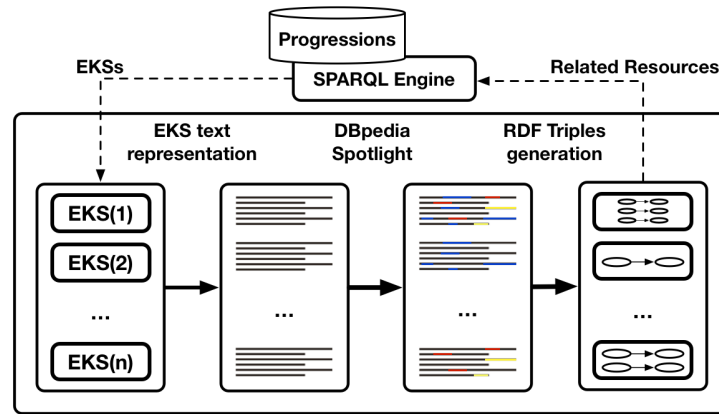 Progressions
EKSs
SPARQL Engine
Related Resources
EKS text
representation
DBpedia
Spotlight
RDF Triples
generation
EKS(1)
EKS(2)
...
EKS(n)
...
...
...